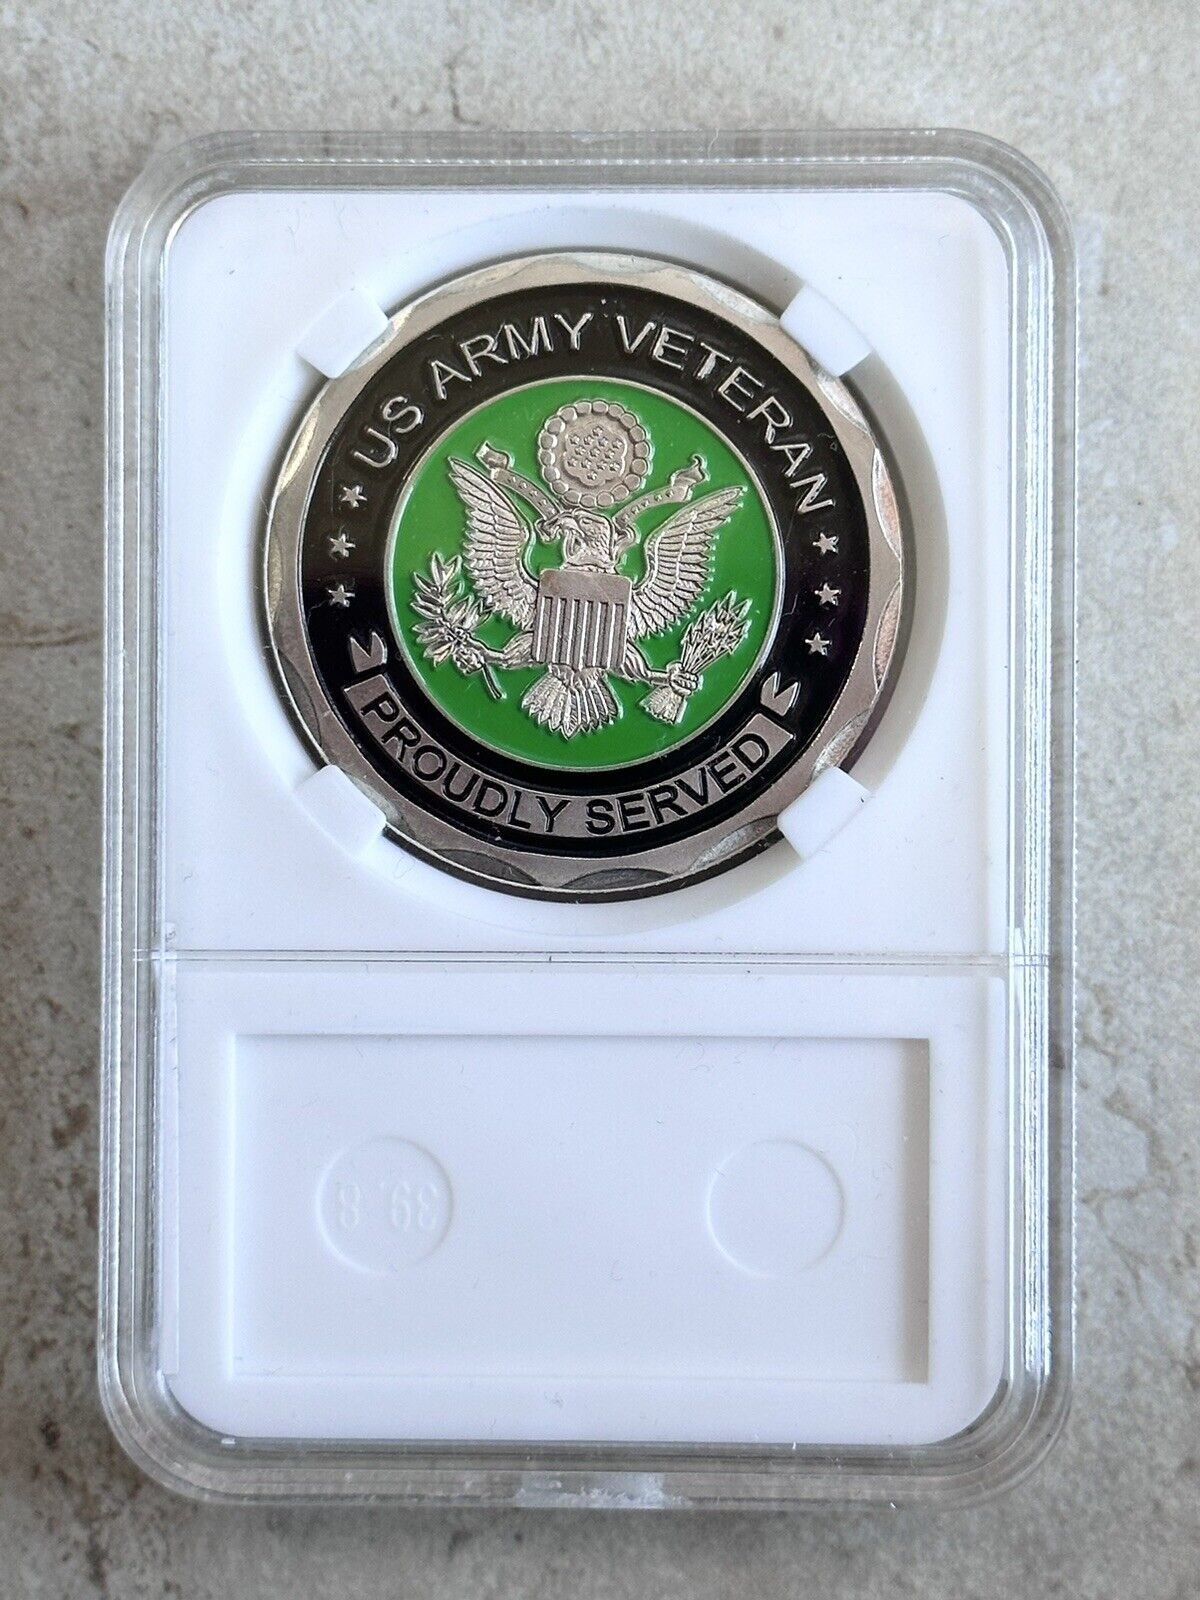 US ARMY VETERAN
PROUDLY SERVED
39.8